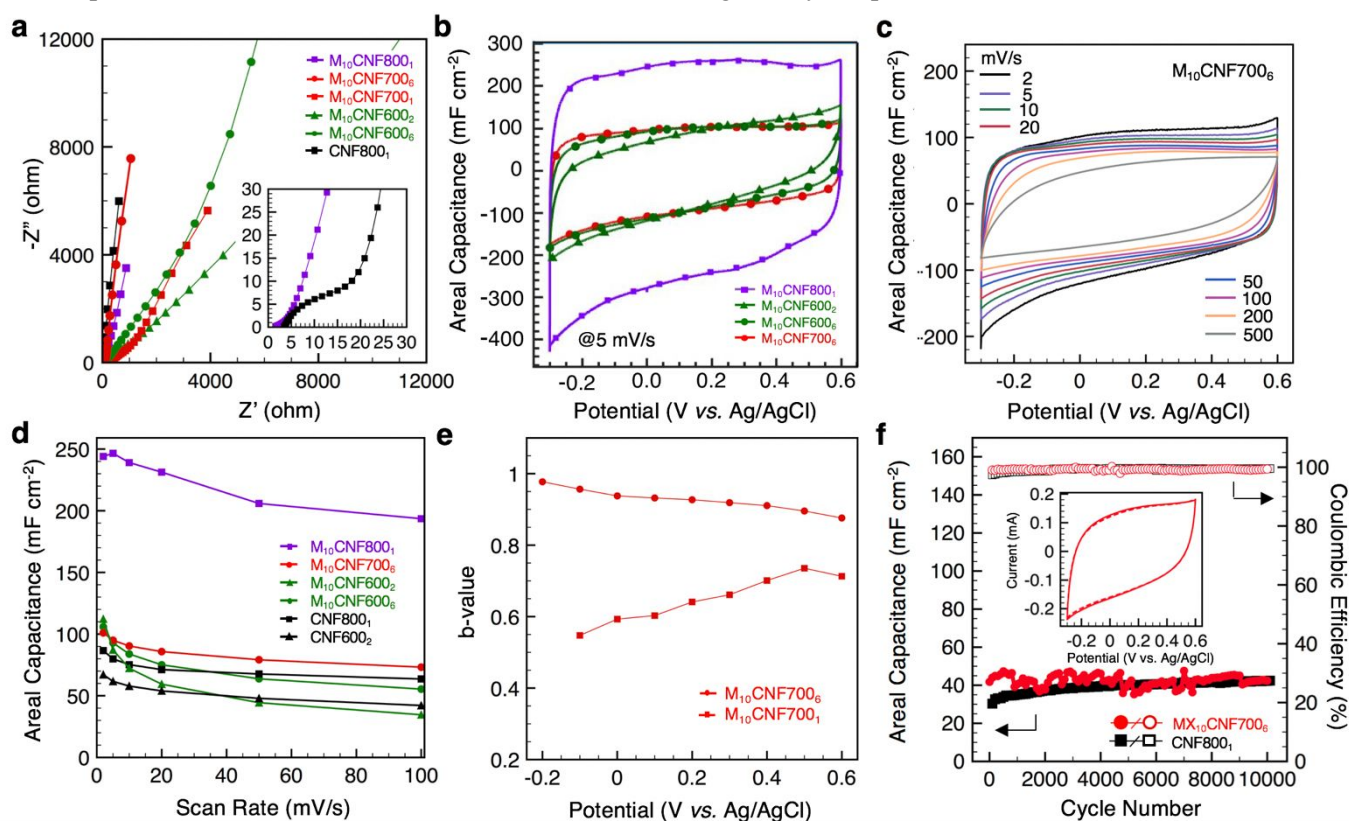 a
12000
8000
4000
0
-Z″ (ohm)
M₁₀CNF800₁
M₁₀CNF700₆
M₁₀CNF700₁
M₁₀CNF600₂
M₁₀CNF600₆
CNF800₁
30
25
20
15
10
5
0
0 5 10 15 20 25 30
0 4000 8000 12000
Z' (ohm)
b
300
200
100
0
-100
-200
-300
-400
Areal Capacitance (mF cm⁻²)
M₁₀CNF800₁
M₁₀CNF600₂
M₁₀CNF600₆
M₁₀CNF700₆
@5 mV/s
-0.2 0.0 0.2 0.4 0.6
Potential (V vs. Ag/AgCl)
c
mV/s
2
5
10
20
M₁₀CNF700₆
200
100
0
-100
-200
Areal Capacitance (mF cm⁻²)
50
100
200
500
-0.2 0 0.2 0.4 0.6
Potential (V vs. Ag/AgCl)
d
250
200
150
100
50
0
Areal Capacitance (mF cm⁻²)
M₁₀CNF800₁
M₁₀CNF700₆
M₁₀CNF600₂
M₁₀CNF600₆
CNF800₁
CNF600₂
0 20 40 60 80 100
Scan Rate (mV/s)
e
1
0.8
0.6
0.4
0.2
b-value
M₁₀CNF700₆
M₁₀CNF700₁
-0.2 0 0.2 0.4 0.6
Potential (V vs. Ag/AgCl)
f
160
140
120
100
80
60
40
20
0
Areal Capacitance (mF cm⁻²)
0.2
0.1
0
-0.1
-0.2
Current (mA)
-0.2 0 0.2 0.4 0.6
Potential (V vs. Ag/AgCl)
MX₁₀CNF700₆
CNF800₁
100
80
60
40
20
0
Coulombic Efficiency (%)
0 2000 4000 6000 8000 10000
Cycle Number